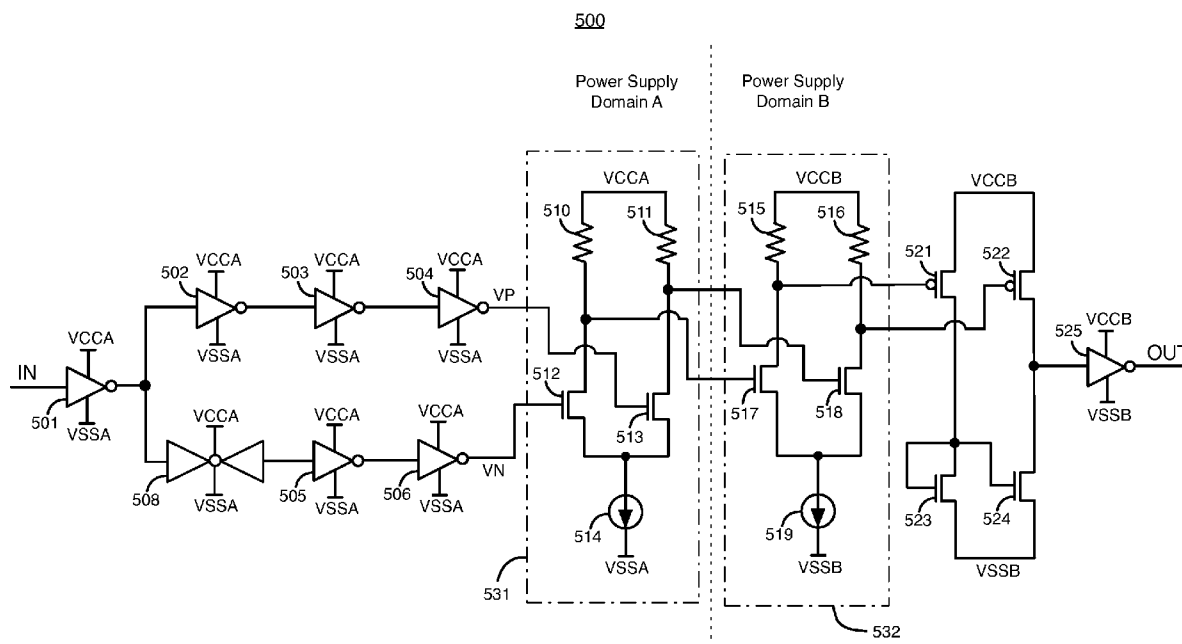 500
Power Supply
Domain A
Power Supply
Domain B
VCCA
VCCB
VCCB
510
511
515
516
521
522
VCCA
502
VSSA
VCCA
503
VSSA
VCCA
504
VSSA
VP
IN
VCCA
501
VSSA
VCCA
508
VSSA
VCCA
505
VSSA
VCCA
506
VSSA
VN
512
513
514
VSSA
531
517
518
519
VSSB
532
523
524
VSSB
VCCB
525
VSSB
OUT